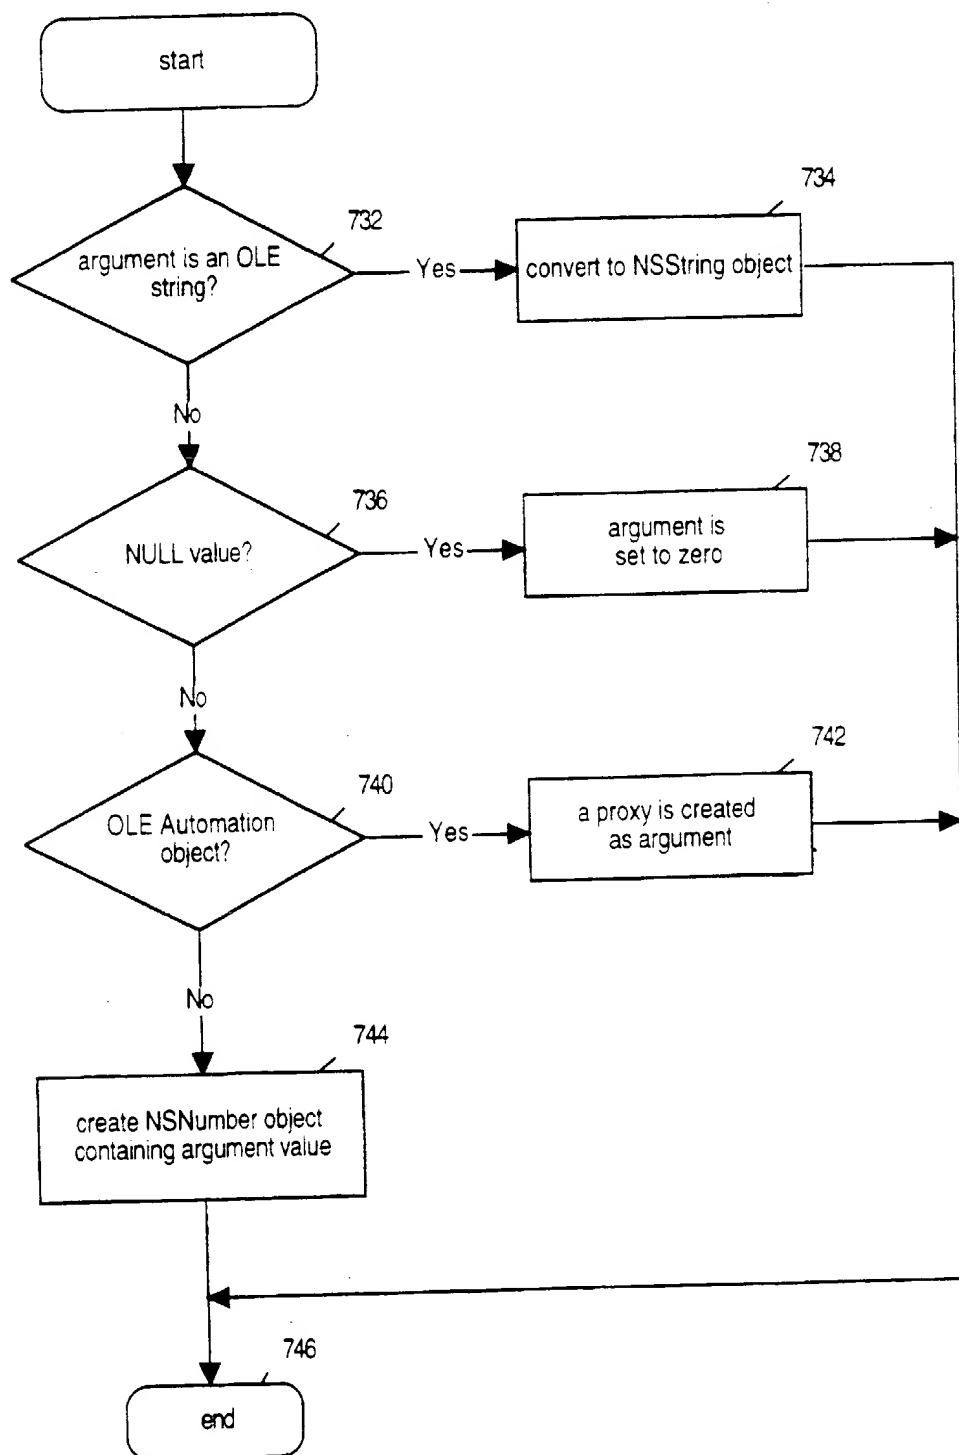 start
732
argument is an OLE
string?
Yes
734
convert to NSString object
No
736
NULL value?
Yes
738
argument is
set to zero
No
740
OLE Automation
object?
Yes
742
a proxy is created
as argument
No
744
create NSNumber object
containing argument value
746
end